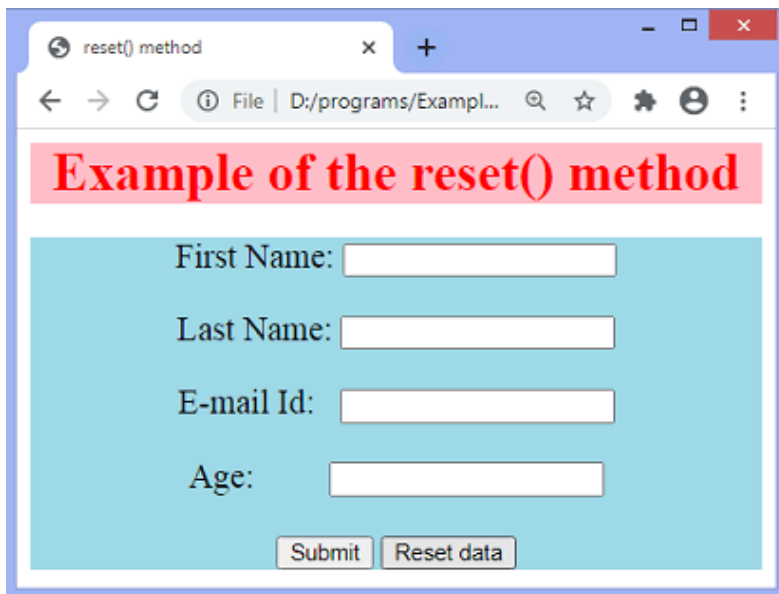 reset() method
File | D:/programs/Exampl...
Example of the reset() method
First Name:
Last Name:
E-mail Id:
Age:
Submit Reset data